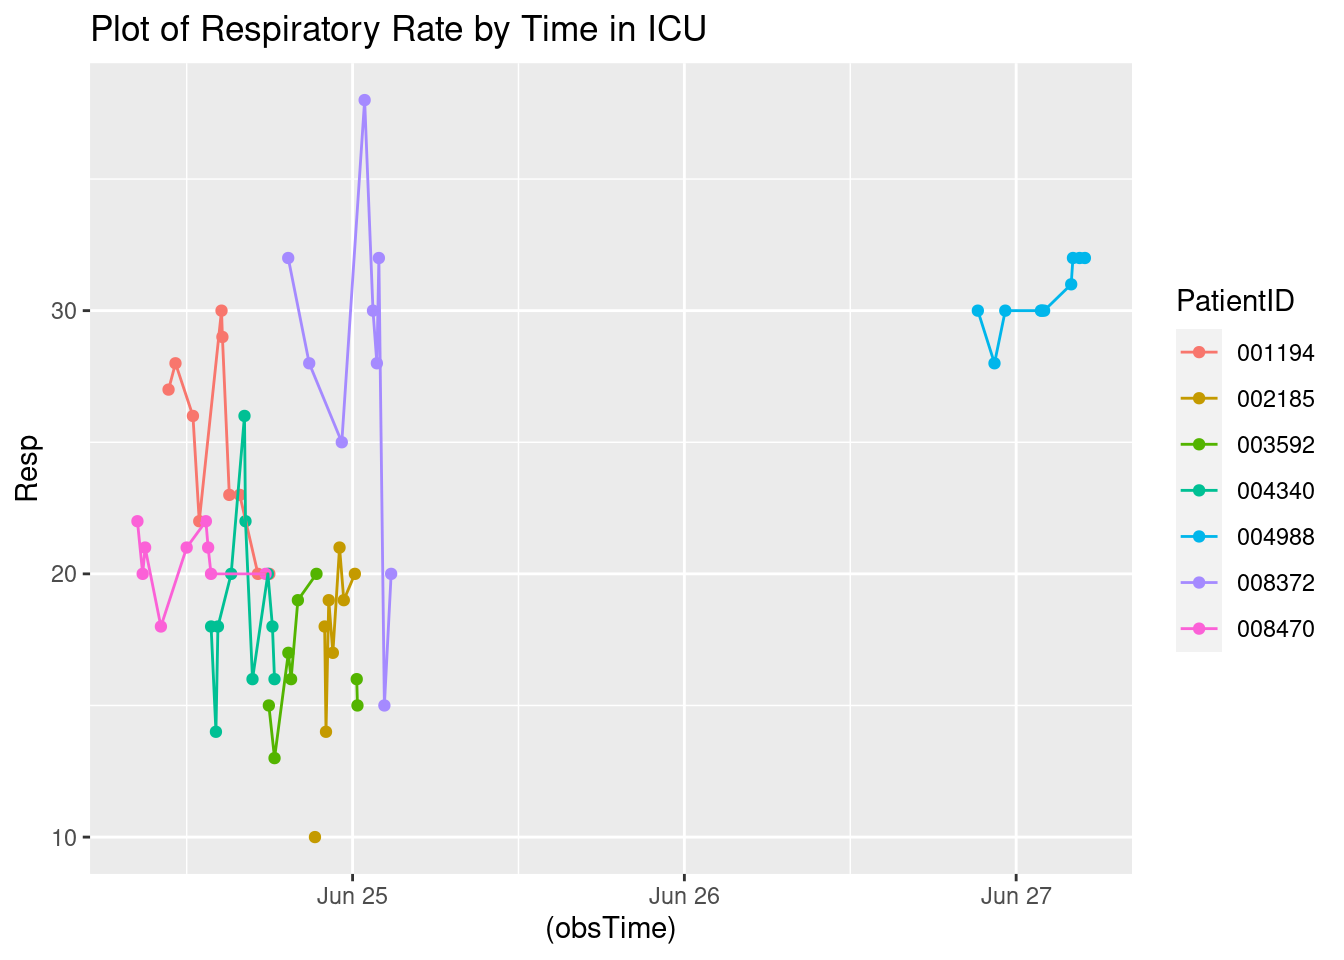 Plot of Respiratory Rate by Time in ICU
30
20
10
Resp
Jun 25
Jun 26
Jun 27
(obsTime)
PatientID
001194
002185
003592
004340
004988
008372
008470